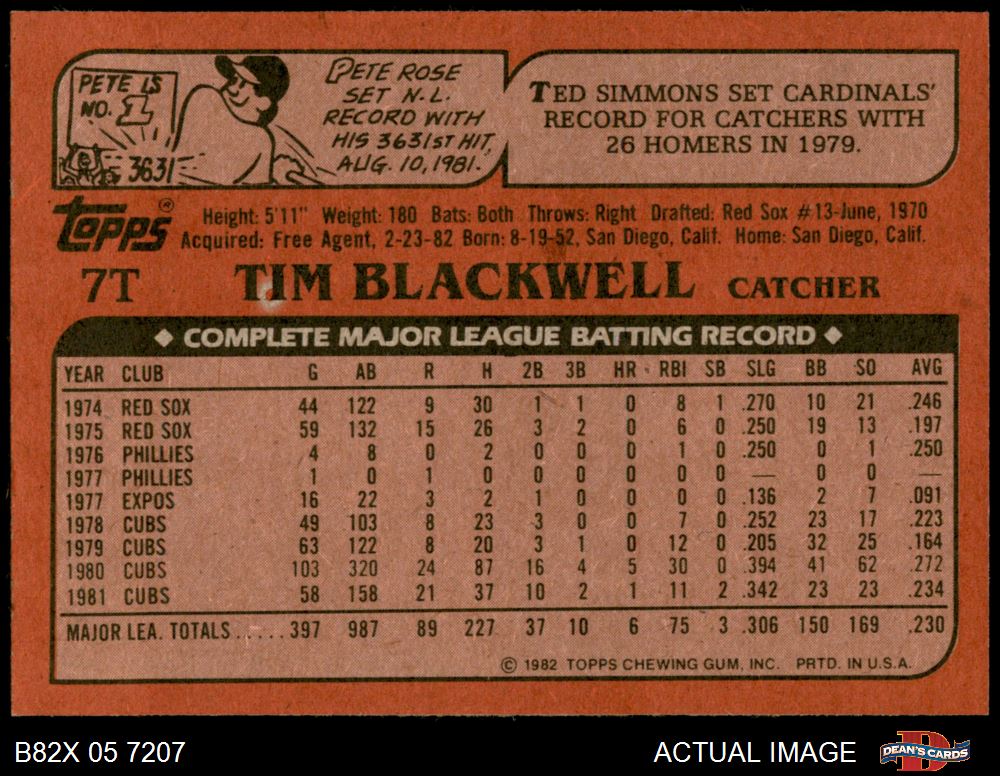 PETE IS
NO. 1
3631
PETE ROSE
SET N.L.
RECORD WITH
HIS 3631ST HIT,
AUG. 10, 1981.
TED SIMMONS SET CARDINALS'
RECORD FOR CATCHERS WITH
26 HOMERS IN 1979.
topps®
Height: 5'11" Weight: 180 Bats: Both Throws: Right Drafted: Red Sox #13-June, 1970
Acquired: Free Agent, 2-23-82 Born: 8-19-52, San Diego, Calif. Home: San Diego, Calif.
7T TIM BLACKWELL CATCHER
◆ COMPLETE MAJOR LEAGUE BATTING RECORD ◆
YEAR CLUB G AB R H 2B 3B HR RBI SB SLG BB SO AVG
1974 RED SOX 44 122 9 30 1 1 0 8 1 .270 10 21 .246
1975 RED SOX 59 132 15 26 3 2 0 6 0 .250 19 13 .197
1976 PHILLIES 4 8 0 2 0 0 0 1 0 .250 0 1 .250
1977 PHILLIES 1 0 1 0 0 0 0 0 0 — 0 0 —
1977 EXPOS 16 22 3 2 1 0 0 0 0 .136 2 7 .091
1978 CUBS 49 103 8 23 3 0 0 7 0 .252 23 17 .223
1979 CUBS 63 122 8 20 3 1 0 12 0 .205 32 25 .164
1980 CUBS 103 320 24 87 16 4 5 30 0 .394 41 62 .272
1981 CUBS 58 158 21 37 10 2 1 11 2 .342 23 23 .234
MAJOR LEA. TOTALS.....397 987 89 227 37 10 6 75 3 .306 150 169 .230
© 1982 TOPPS CHEWING GUM, INC. PRTD. IN U.S.A.
B82X 05 7207
ACTUAL IMAGE
D
DEAN'S CARDS